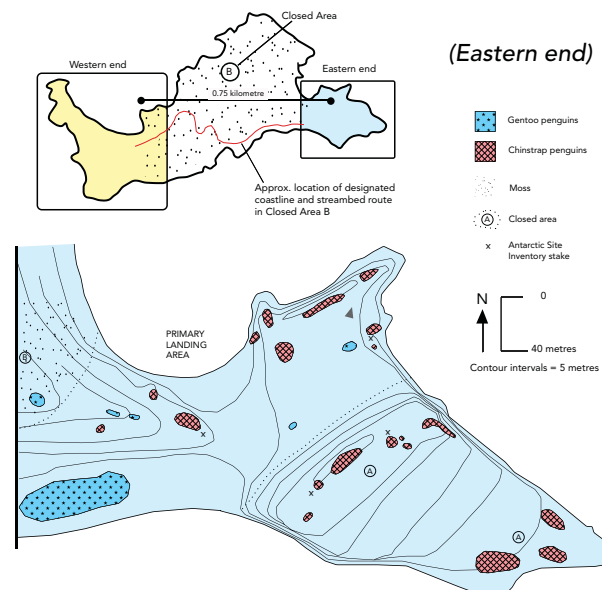 Closed Area
(Eastern end)
Western end
B
Eastern end
0.75 kilometre
Approx. location of designated
coastline and streambed route
in Closed Area B
Gentoo penguins
Chinstrap penguins
Moss
A
Closed area
x
Antarctic Site
Inventory stake
N
0
40 metres
Contour intervals = 5 metres
PRIMARY
LANDING
AREA
B
x
x
x
x
A
A